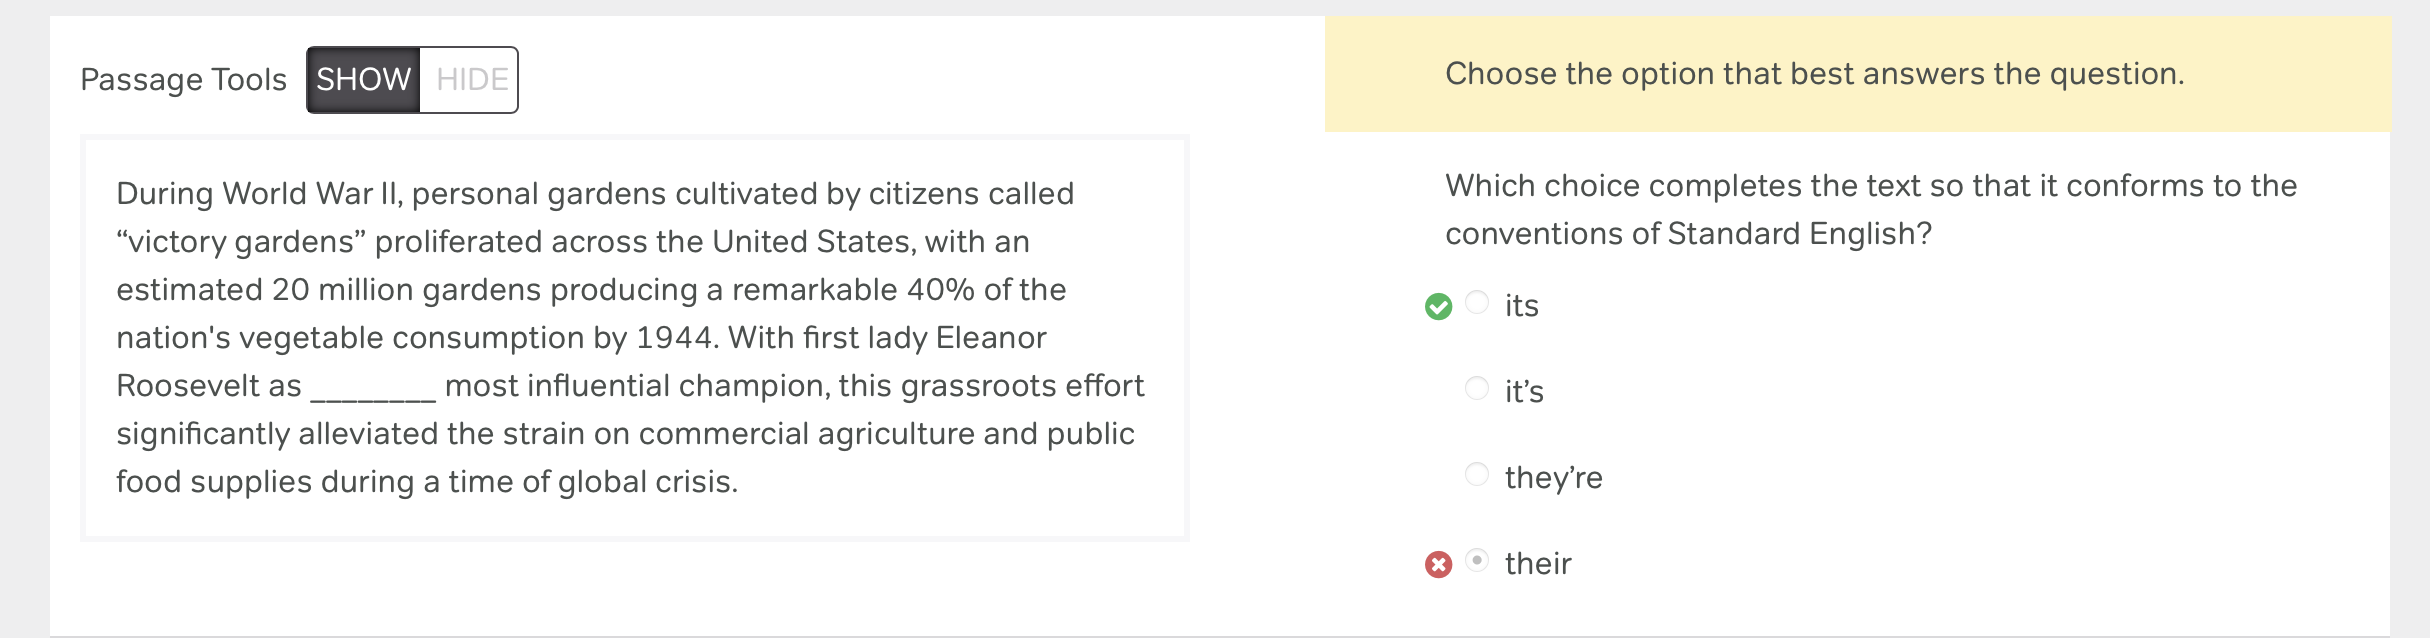 Passage Tools SHOW HIDE
During World War II, personal gardens cultivated by citizens called
“victory gardens” proliferated across the United States, with an
estimated 20 million gardens producing a remarkable 40% of the
nation's vegetable consumption by 1944. With first lady Eleanor
Roosevelt as ________ most influential champion, this grassroots effort
significantly alleviated the strain on commercial agriculture and public
food supplies during a time of global crisis.
Choose the option that best answers the question.
Which choice completes the text so that it conforms to the
conventions of Standard English?
its
it’s
they’re
their